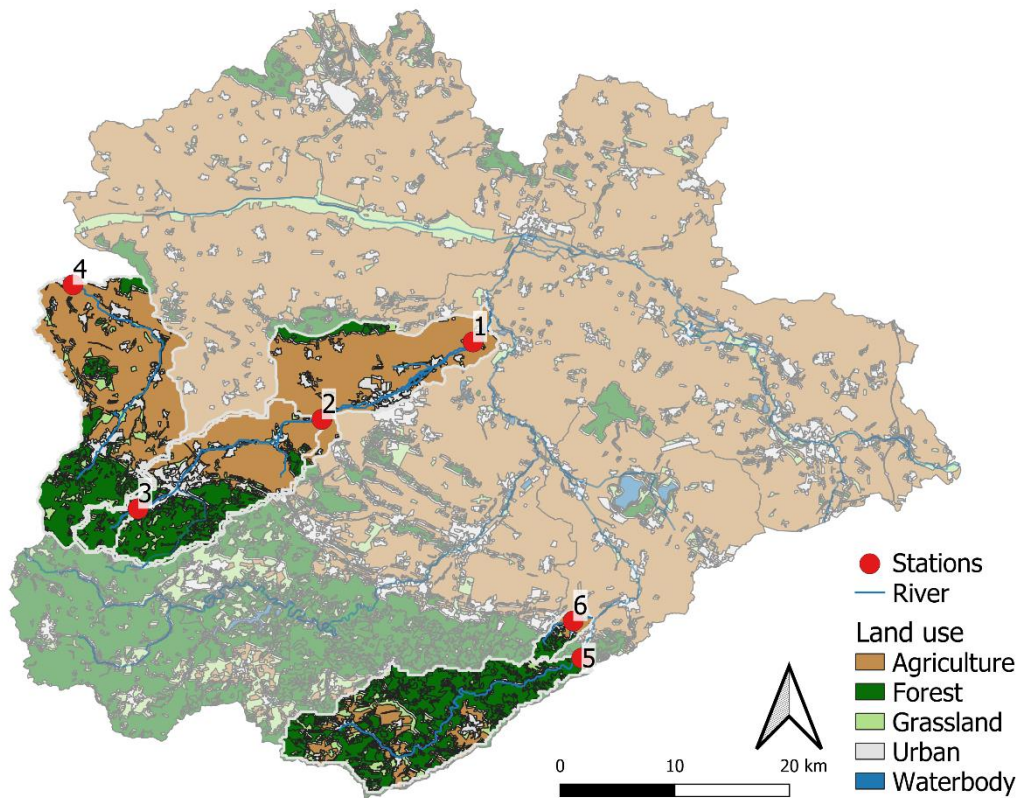 4
1
2
3
6
5
Stations
River
Land use
Agriculture
Forest
Grassland
Urban
Waterbody
0 10 20 km